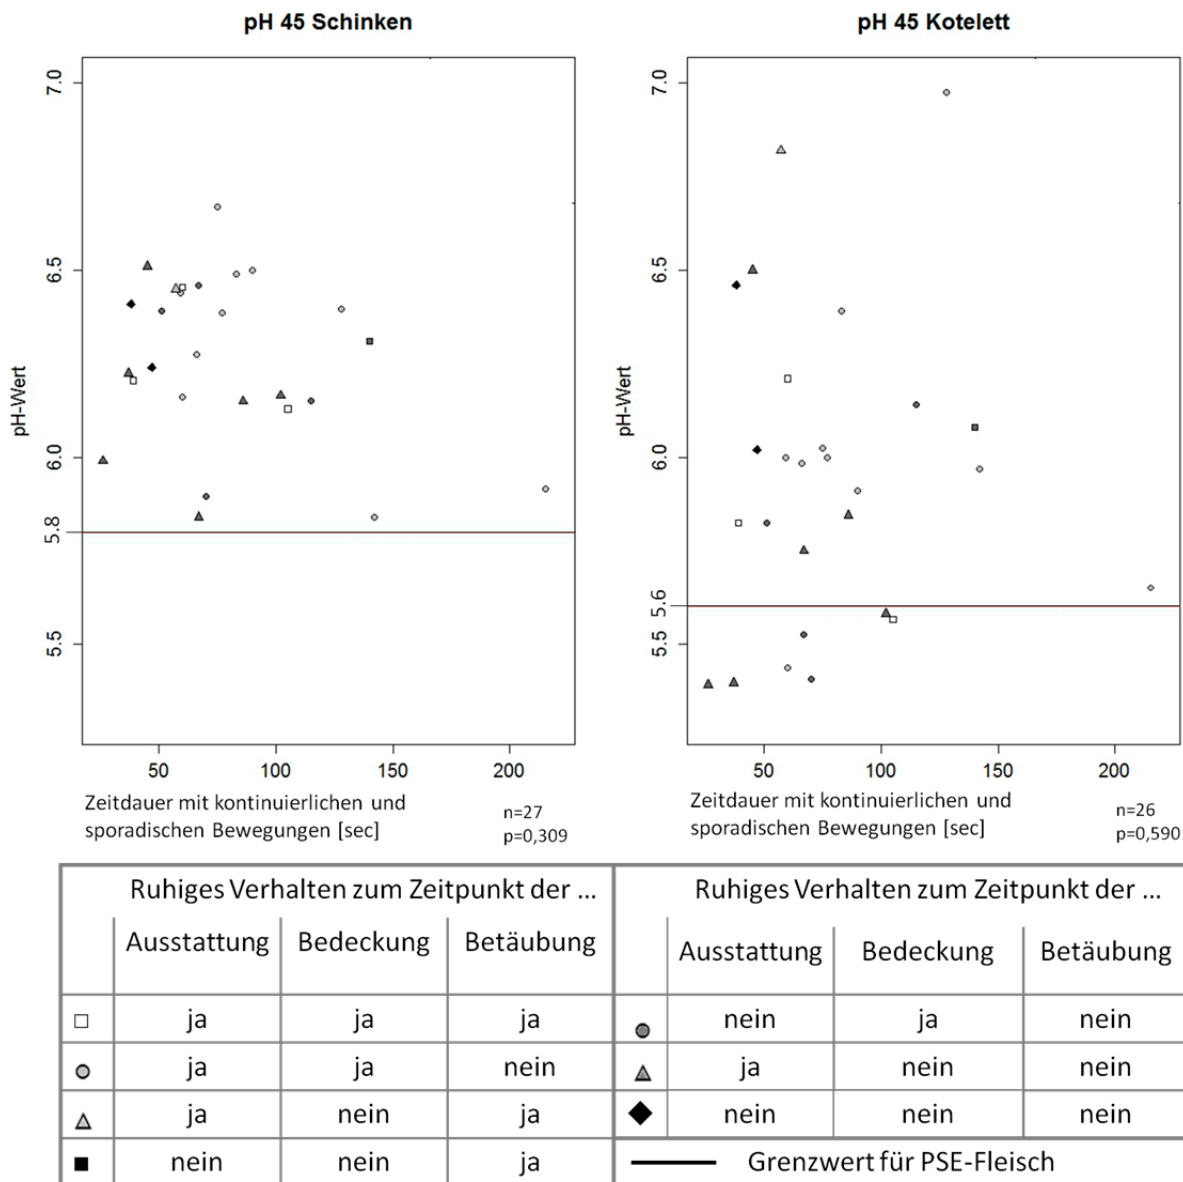 pH 45 Schinken
7.0
6.5
6.0
5.8
5.5
pH-Wert
50 100 150 200
Zeitdauer mit kontinuierlichen und
sporadischen Bewegungen [sec]
n=27
p=0,309
pH 45 Kotelett
7.0
6.5
6.0
5.6
5.5
pH-Wert
50 100 150 200
Zeitdauer mit kontinuierlichen und
sporadischen Bewegungen [sec]
n=26
p=0,590
Ruhiges Verhalten zum Zeitpunkt der ...
Ausstattung Bedeckung Betäubung
ja ja ja
ja ja nein
ja nein ja
nein nein ja
Ruhiges Verhalten zum Zeitpunkt der ...
Ausstattung Bedeckung Betäubung
nein ja nein
ja nein nein
nein nein nein
Grenzwert für PSE-Fleisch